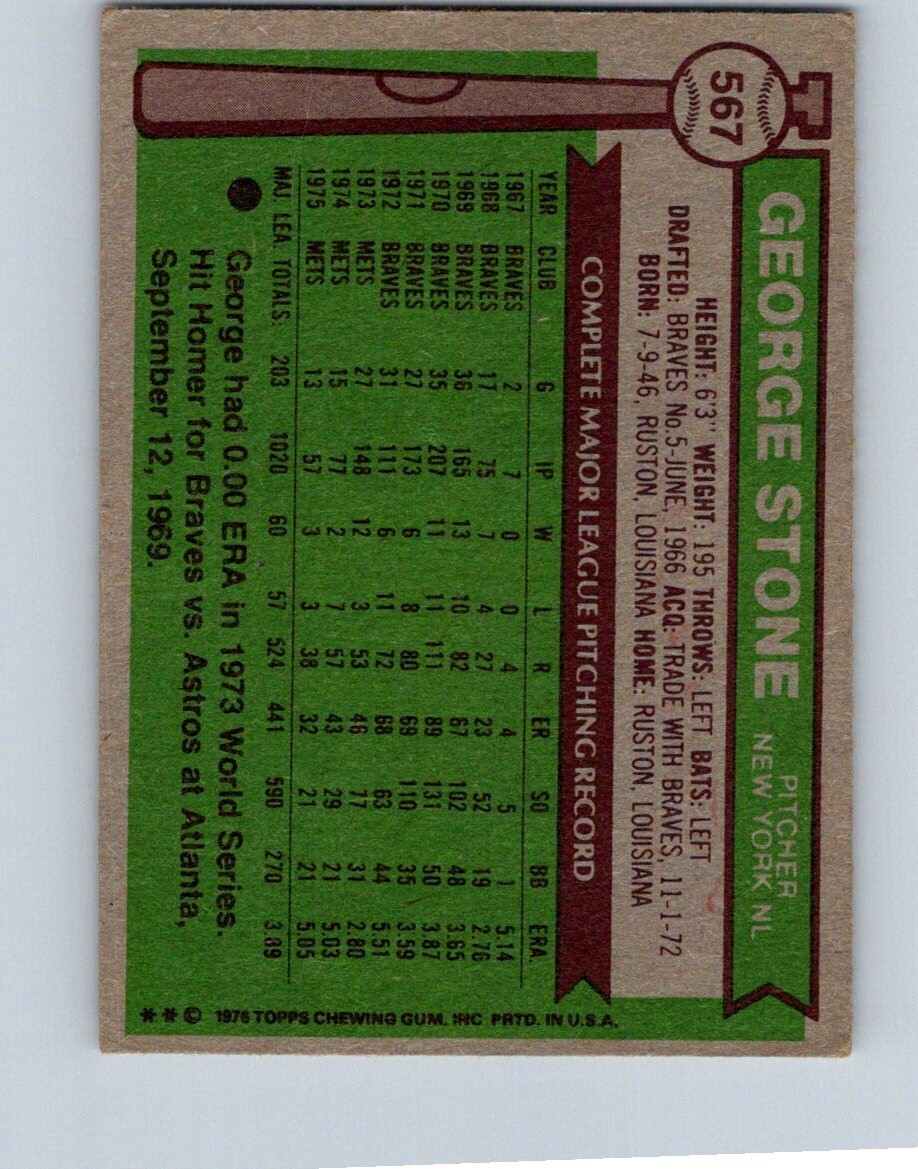 567
GEORGE STONE
PITCHER
NEW YORK NL
HEIGHT: 6'3" WEIGHT: 195 THROWS: LEFT BATS: LEFT
DRAFTED: BRAVES No.5-JUNE, 1966 ACQ: TRADE WITH BRAVES, 11-1-72
BORN: 7-9-46, RUSTON, LOUISIANA HOME: RUSTON, LOUISIANA
COMPLETE MAJOR LEAGUE PITCHING RECORD
YEAR CLUB G IP W L R ER SO BB ERA.
1967 BRAVES 2 7 0 0 4 4 5 1 5.14
1968 BRAVES 17 75 7 4 27 23 52 19 2.76
1969 BRAVES 36 165 13 10 82 67 102 48 3.65
1970 BRAVES 35 207 11 11 111 89 131 50 3.87
1971 BRAVES 27 173 6 8 80 69 110 35 3.59
1972 BRAVES 31 111 6 11 72 68 63 44 5.51
1973 METS 27 148 12 3 53 46 77 31 2.80
1974 METS 15 77 2 7 57 43 29 21 5.03
1975 METS 13 57 3 3 38 32 21 21 5.05
MAJ. LEA. TOTALS: 203 1020 60 57 524 441 590 270 3.89
George had 0.00 ERA in 1973 World Series.
Hit Homer for Braves vs. Astros at Atlanta,
September 12, 1969.
**© 1976 TOPPS CHEWING GUM, INC PRTD. IN U.S.A.